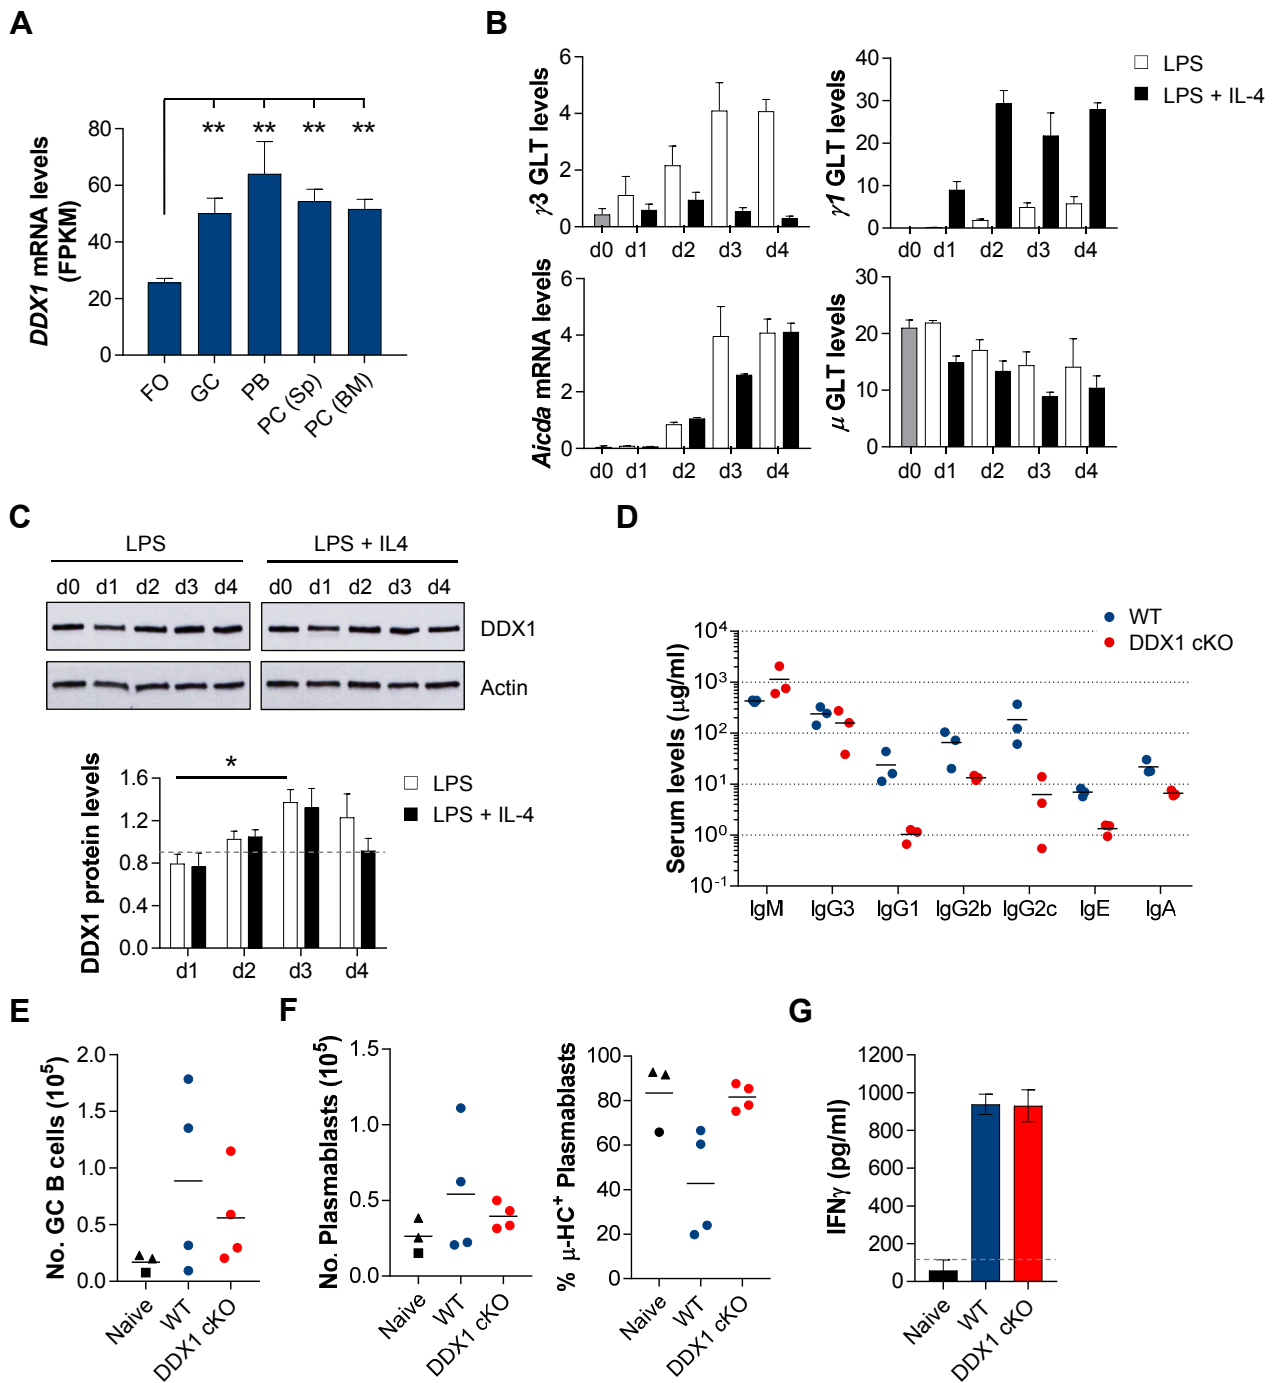 A
DDX1 mRNA levels
(FPKM)
80
60
40
20
0
** ** ** **
FO GC PB PC (Sp) PC (BM)
B
γ3 GLT levels
6
4
2
0
d0 d1 d2 d3 d4
γ1 GLT levels
40
30
20
10
0
d0 d1 d2 d3 d4
LPS
LPS + IL-4
Aicda mRNA levels
6
4
2
0
d0 d1 d2 d3 d4
μ GLT levels
30
20
10
0
d0 d1 d2 d3 d4
C
LPS LPS + IL4
d0 d1 d2 d3 d4 d0 d1 d2 d3 d4
DDX1
Actin
DDX1 protein levels
1.6
1.2
0.8
0.4
0.0
*
d1 d2 d3 d4
LPS
LPS + IL-4
D
WT
DDX1 cKO
Serum levels (μg/ml)
10⁴
10³
10²
10¹
10⁰
10⁻¹
IgM IgG3 IgG1 IgG2b IgG2c IgE IgA
E
No. GC B cells (10⁵)
2.0
1.5
1.0
0.5
0.0
Naive WT DDX1 cKO
F
No. Plasmablasts (10⁵)
1.5
1.0
0.5
0.0
Naive WT DDX1 cKO
% μ-HC⁺ Plasmablasts
100
80
60
40
20
0
Naive WT DDX1 cKO
G
IFNγ (pg/ml)
1200
1000
800
600
400
200
0
Naive WT DDX1 cKO